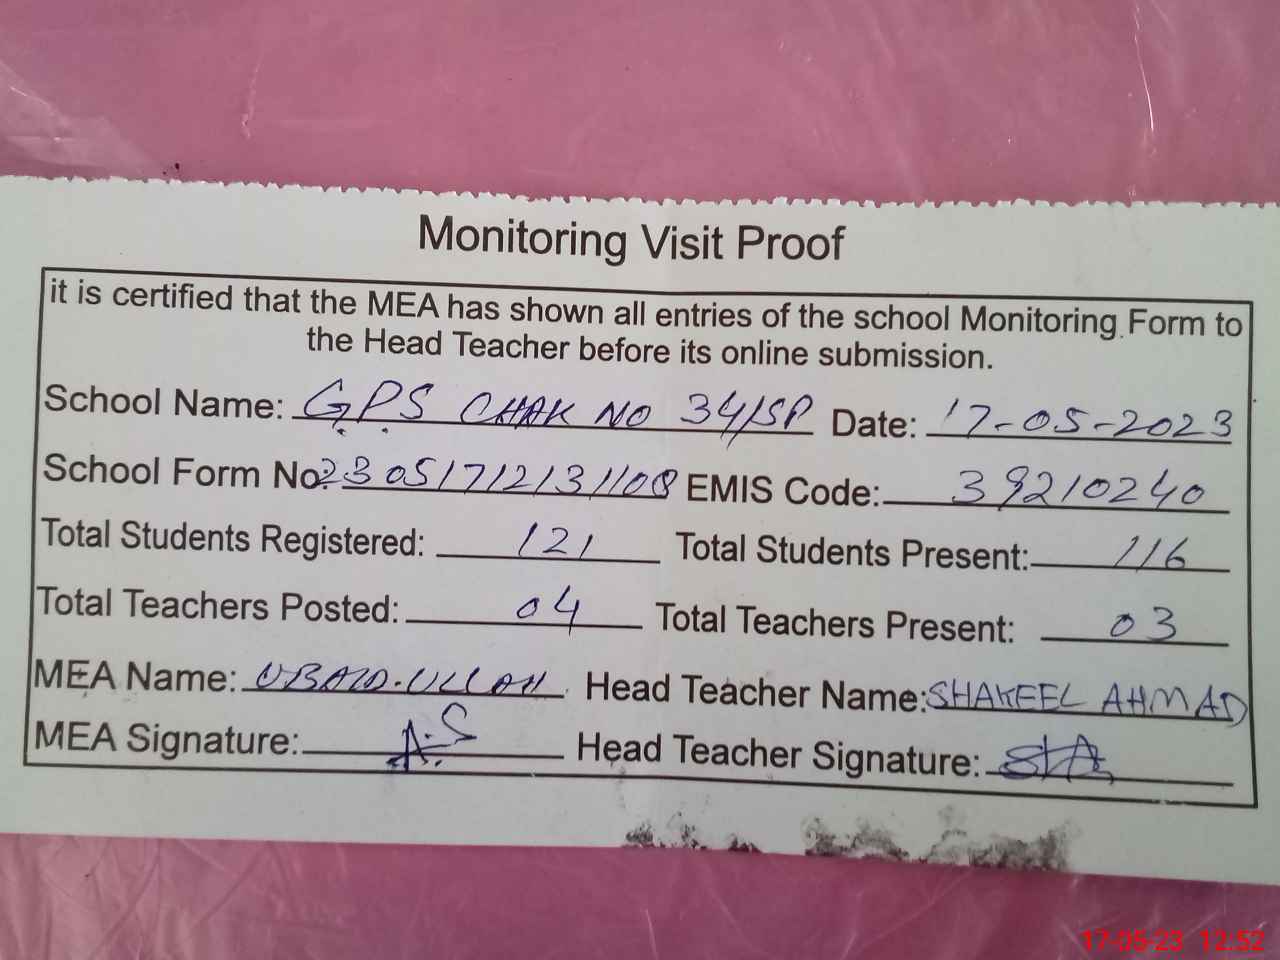 Monitoring Visit Proof
it is certified that the MEA has shown all entries of the school Monitoring Form to
the Head Teacher before its online submission.
School Name: G.P.S CHAK NO 34/SP Date: 17-05-2023
School Form No: 23051712131108 EMIS Code: 39210240
Total Students Registered: 121 Total Students Present: 116
Total Teachers Posted: 04 Total Teachers Present: 03
MEA Name: UBAID.ULLAH Head Teacher Name: SHAKEEL AHMAD
MEA Signature: Head Teacher Signature:
17-05-23 12:52